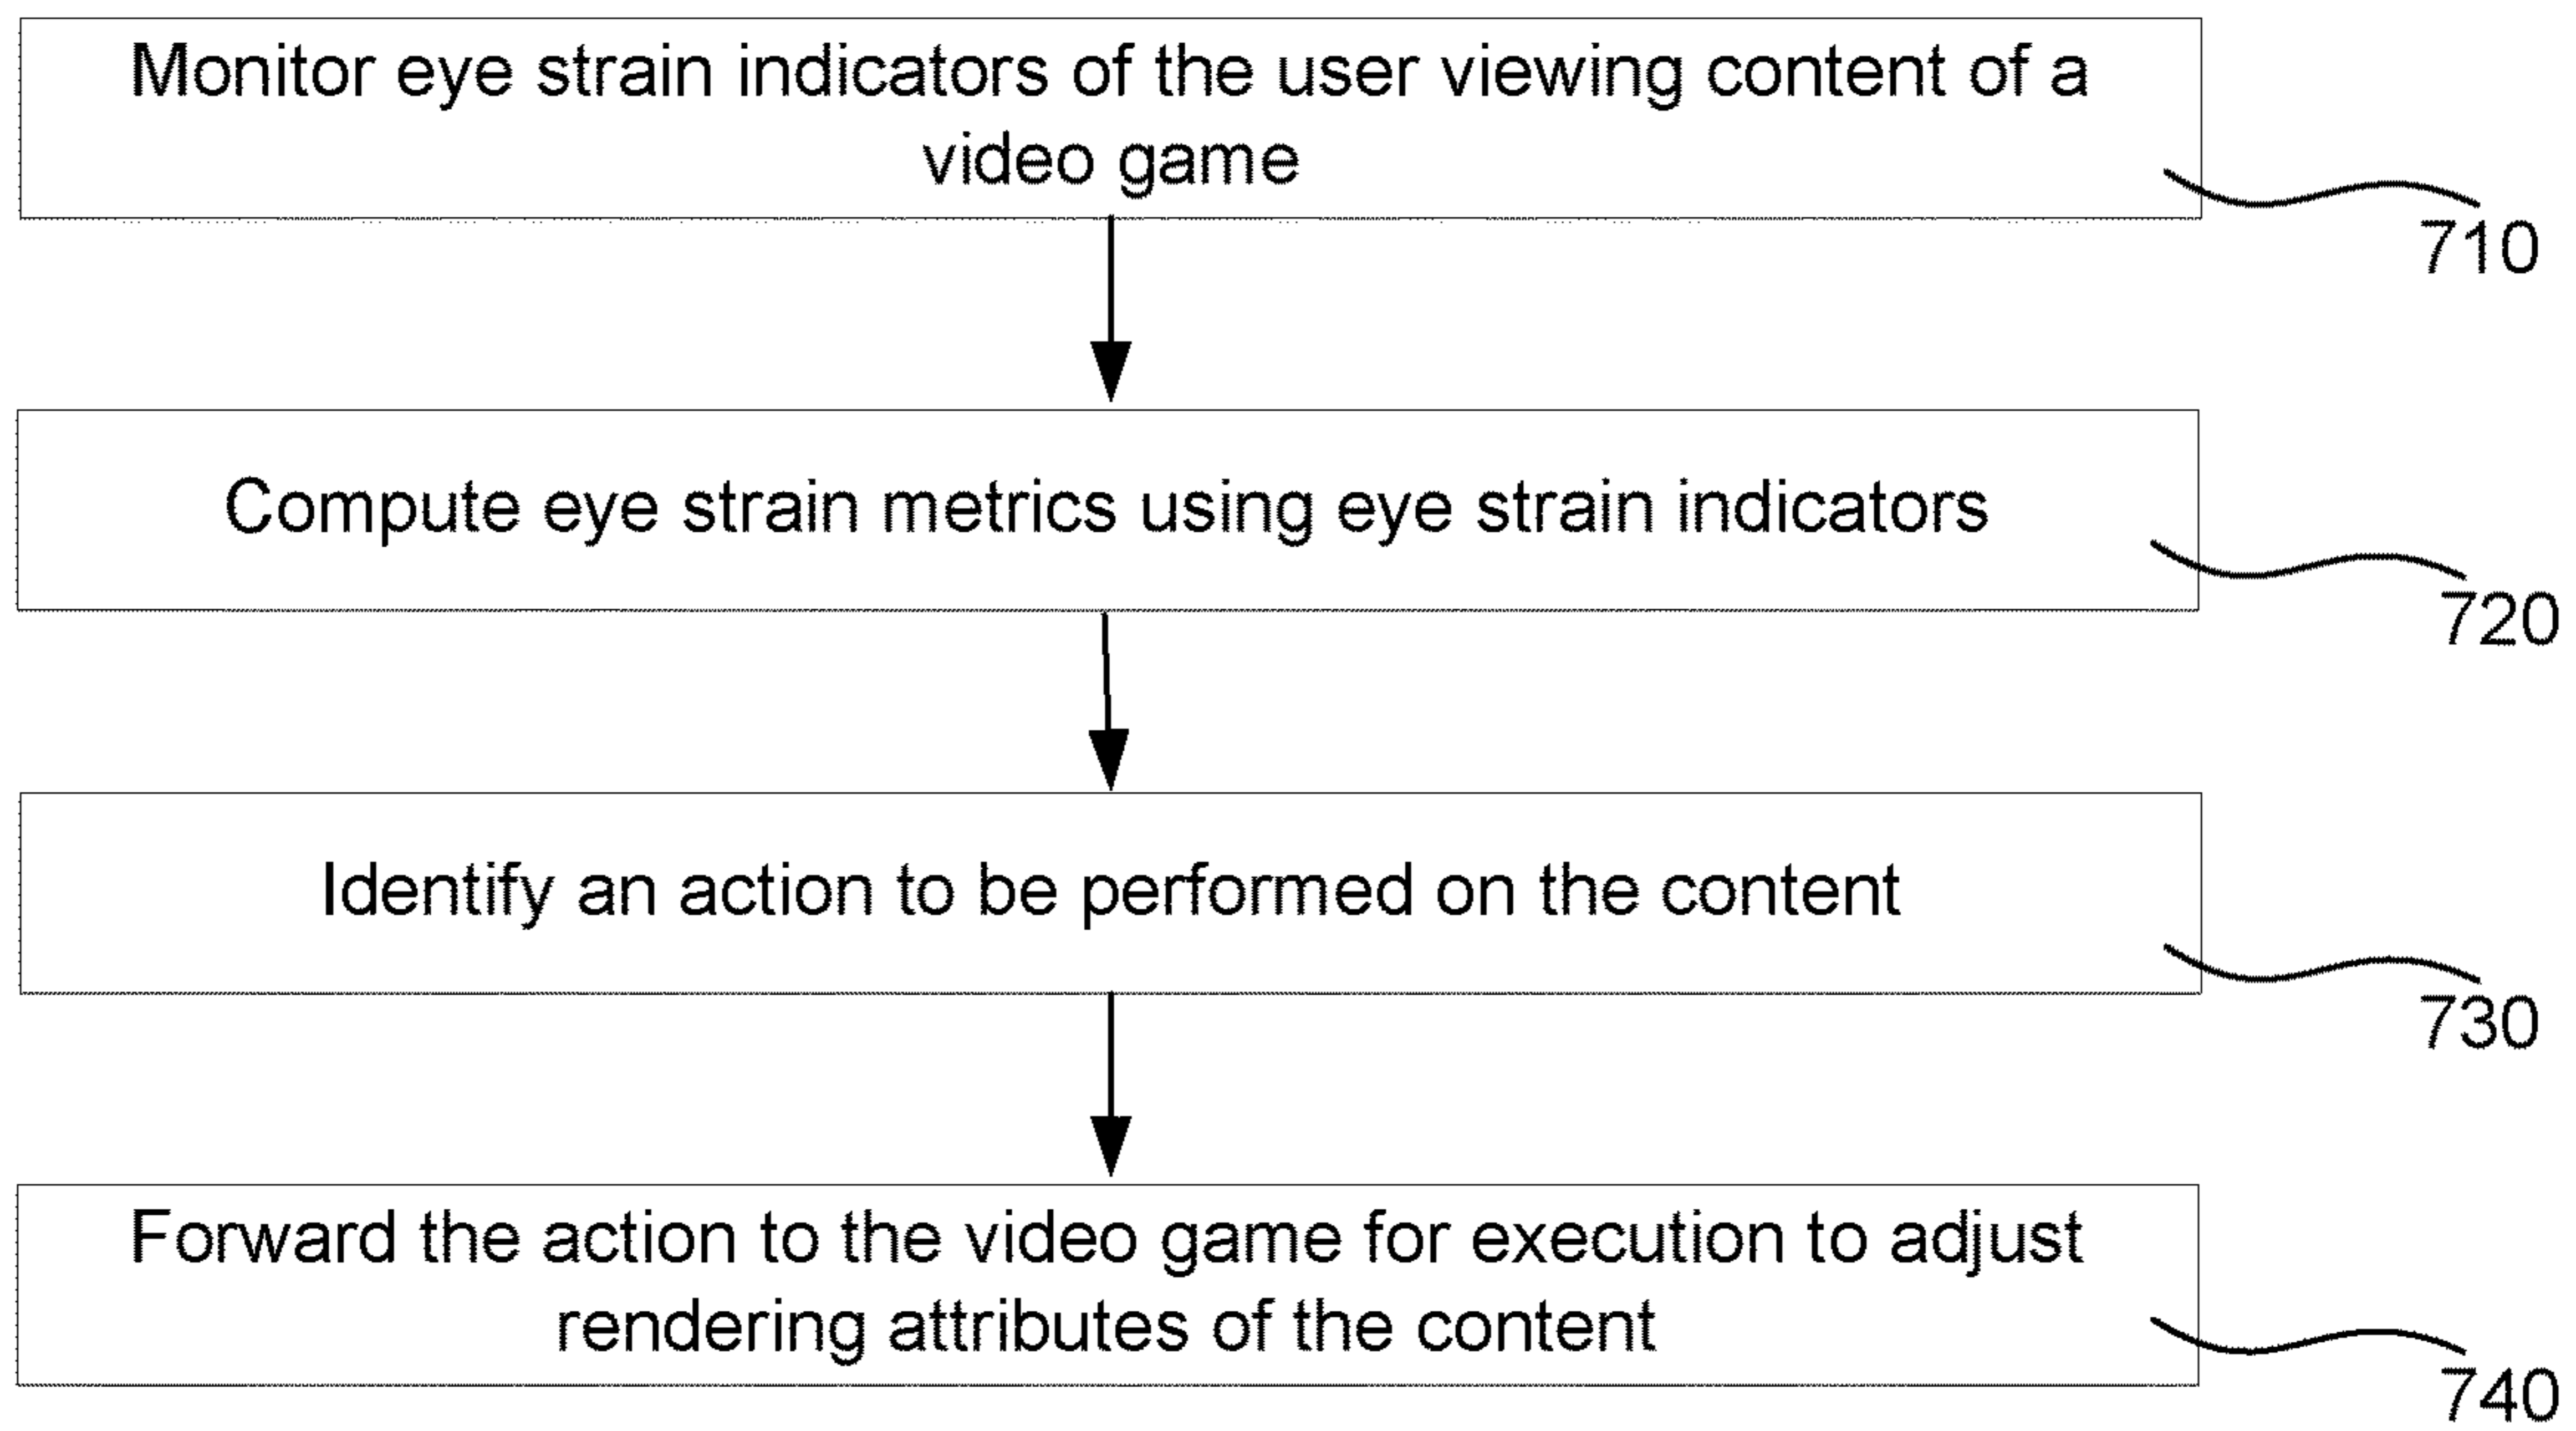 Monitor eye strain indicators of the user viewing content of a
video game
710
Compute eye strain metrics using eye strain indicators
720
Identify an action to be performed on the content
730
Forward the action to the video game for execution to adjust
rendering attributes of the content
740